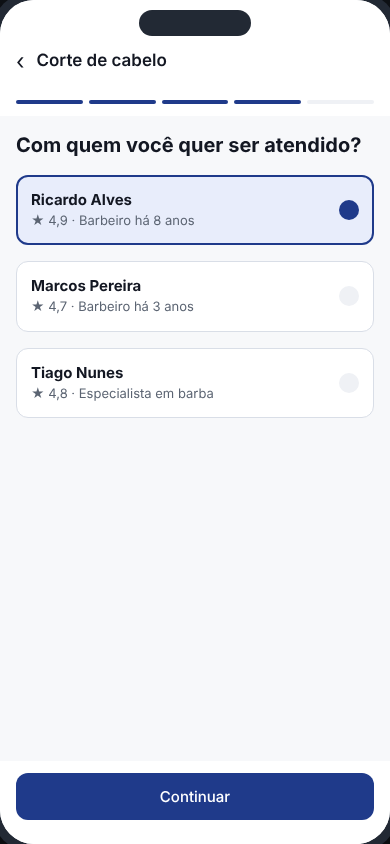 ‹ Corte de cabelo
Com quem você quer ser atendido?
Ricardo Alves
★ 4,9 · Barbeiro há 8 anos
Marcos Pereira
★ 4,7 · Barbeiro há 3 anos
Tiago Nunes
★ 4,8 · Especialista em barba
Continuar